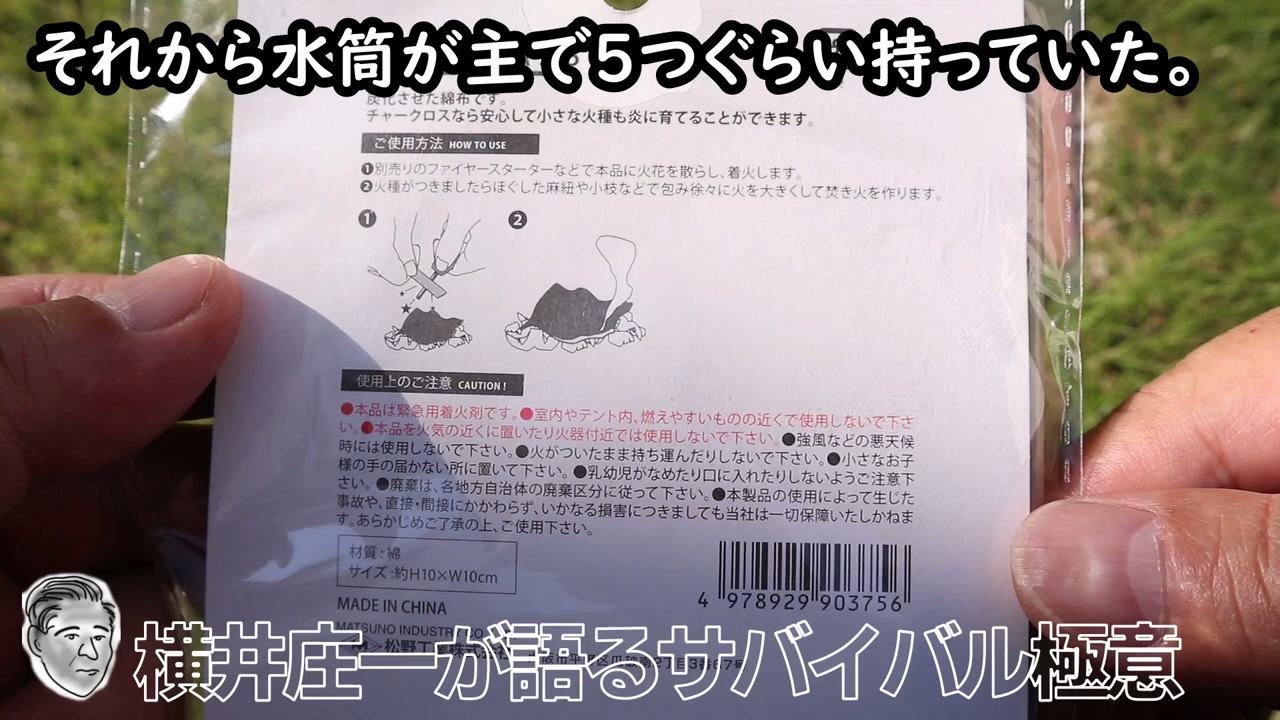 それから水筒が主で5つぐらい持っていた。
炭化させた綿布です。
チャークロスなら安心して小さな火種も炎に育てることができます。
ご使用方法 HOW TO USE
❶別売りのファイヤースターターなどで本品に火花を散らし、着火します。
❷火種がつきましたらほぐした麻紐や小枝などで包み徐々に火を大きくして焚き火を作ります。
❶ ❷
使用上のご注意 CAUTION!
●本品は緊急用着火剤です。●室内やテント内、燃えやすいものの近くで使用しないで下さ
い。●本品を火気の近くに置いたり火器付近では使用しないで下さい。●強風などの悪天候
時には使用しないで下さい。●火がついたまま持ち運んだりしないで下さい。●小さなお子
様の手の届かない所に置いて下さい。●乳幼児がなめたり口に入れたりしないようご注意下
さい。●廃棄は、各地方自治体の廃棄区分に従って下さい。●本製品の使用によって生じた
事故や、直接・間接にかかわらず、いかなる損害につきましても当社は一切保障いたしかねま
す。あらかじめご了承の上、ご使用下さい。
材質:綿
サイズ:約H10×W10cm
4 978929 903756
MADE IN CHINA
MATSUNO INDUSTRY CO
松野工業株式会社
横井庄一が語るサバイバル極意